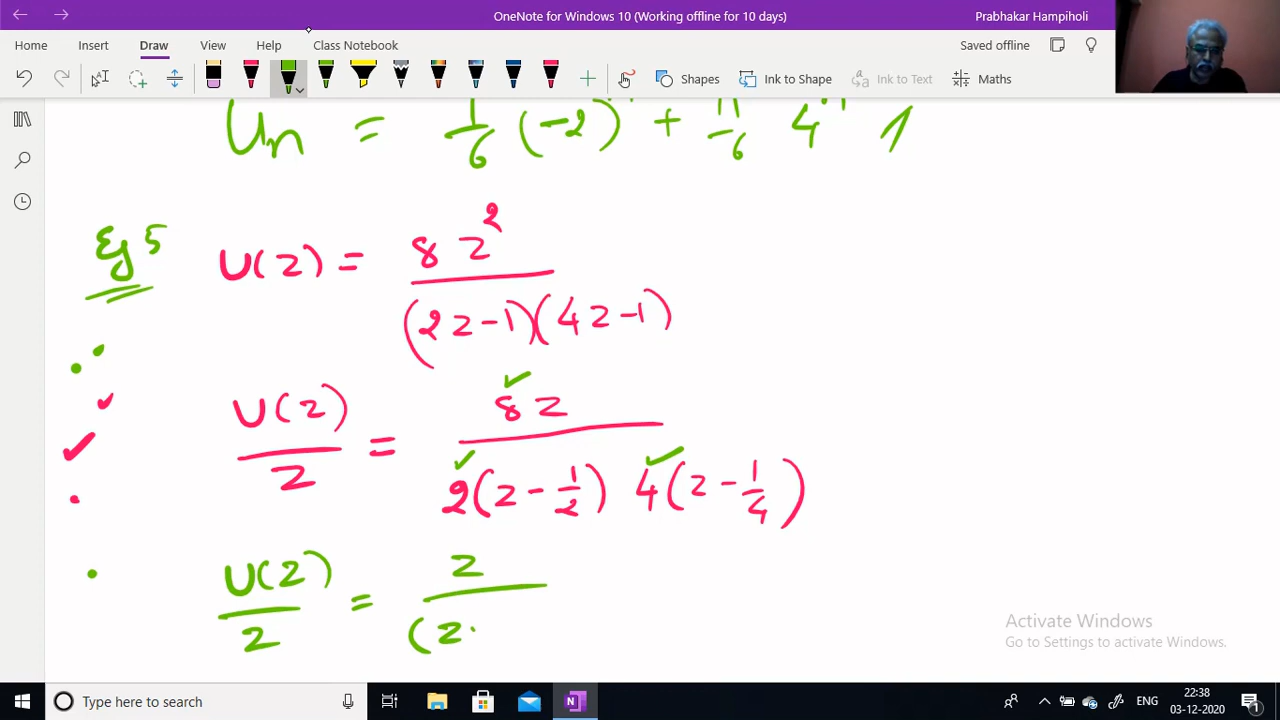 OneNote for Windows 10 (Working offline for 10 days) Prabhakar Hampiholi
Home Insert Draw View Help Class Notebook Saved offline
Shapes Ink to Shape Ink to Text Maths
Un = 1/6 (-2) + /-6 4
Eg 5 U(z) = 8 z² / (2z-1)(4z-1)
U(z)/z = 8z / 2(z - 1/2) 4(z - 1/4)
U(z)/z = z / (z
Activate Windows
Go to Settings to activate Windows.
Type here to search ENG 22:38
03-12-2020 1